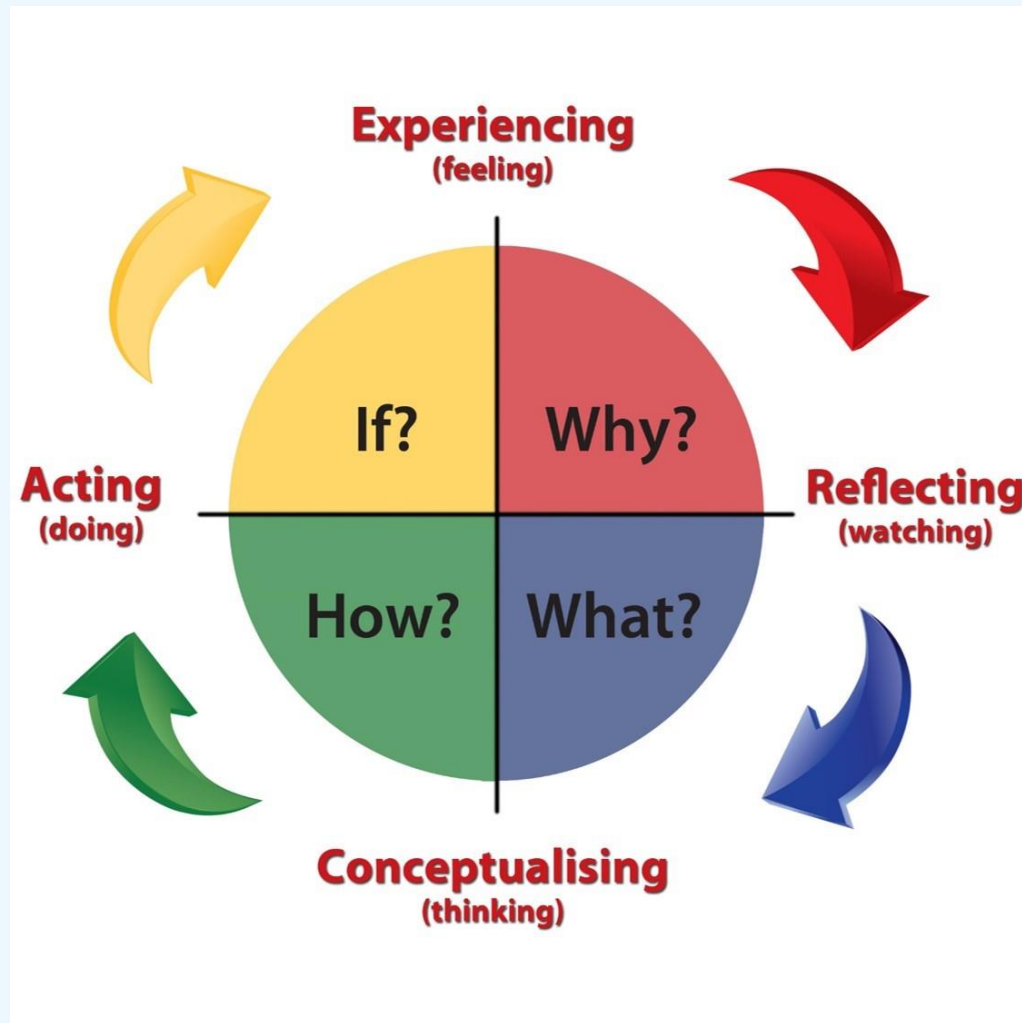 Experiencing
(feeling)
If?
Why?
Acting
(doing)
Reflecting
(watching)
How?
What?
Conceptualising
(thinking)